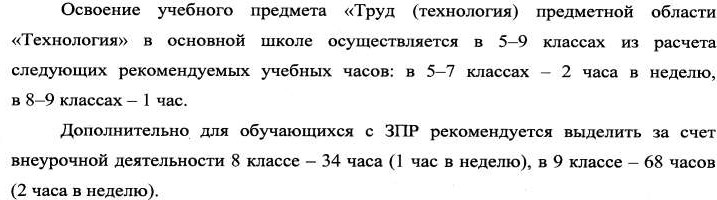 Освоение учебного предмета «Труд (технология) предметной области
«Технология» в основной школе осуществляется в 5–9 классах из расчета
следующих рекомендуемых учебных часов: в 5–7 классах – 2 часа в неделю,
в 8–9 классах – 1 час.
Дополнительно для обучающихся с ЗПР рекомендуется выделить за счет
внеурочной деятельности 8 классе – 34 часа (1 час в неделю), в 9 классе – 68 часов
(2 часа в неделю).